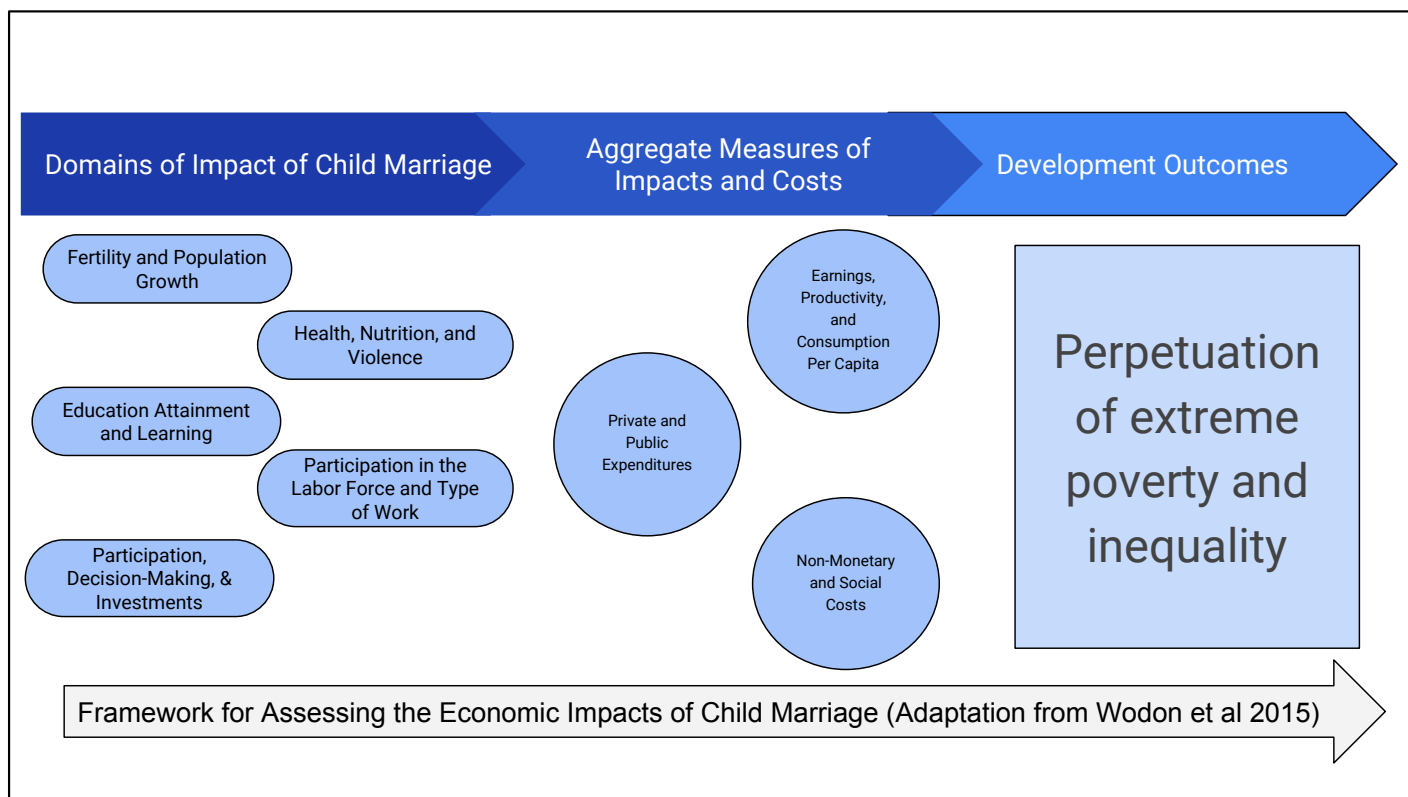 Domains of Impact of Child Marriage
Aggregate Measures of
Impacts and Costs
Development Outcomes
Fertility and Population
Growth
Health, Nutrition, and
Violence
Education Attainment
and Learning
Participation in the
Labor Force and Type
of Work
Participation,
Decision-Making, &
Investments
Private and
Public
Expenditures
Earnings,
Productivity,
and
Consumption
Per Capita
Non-Monetary
and Social
Costs
Perpetuation
of extreme
poverty and
inequality
Framework for Assessing the Economic Impacts of Child Marriage (Adaptation from Wodon et al 2015)